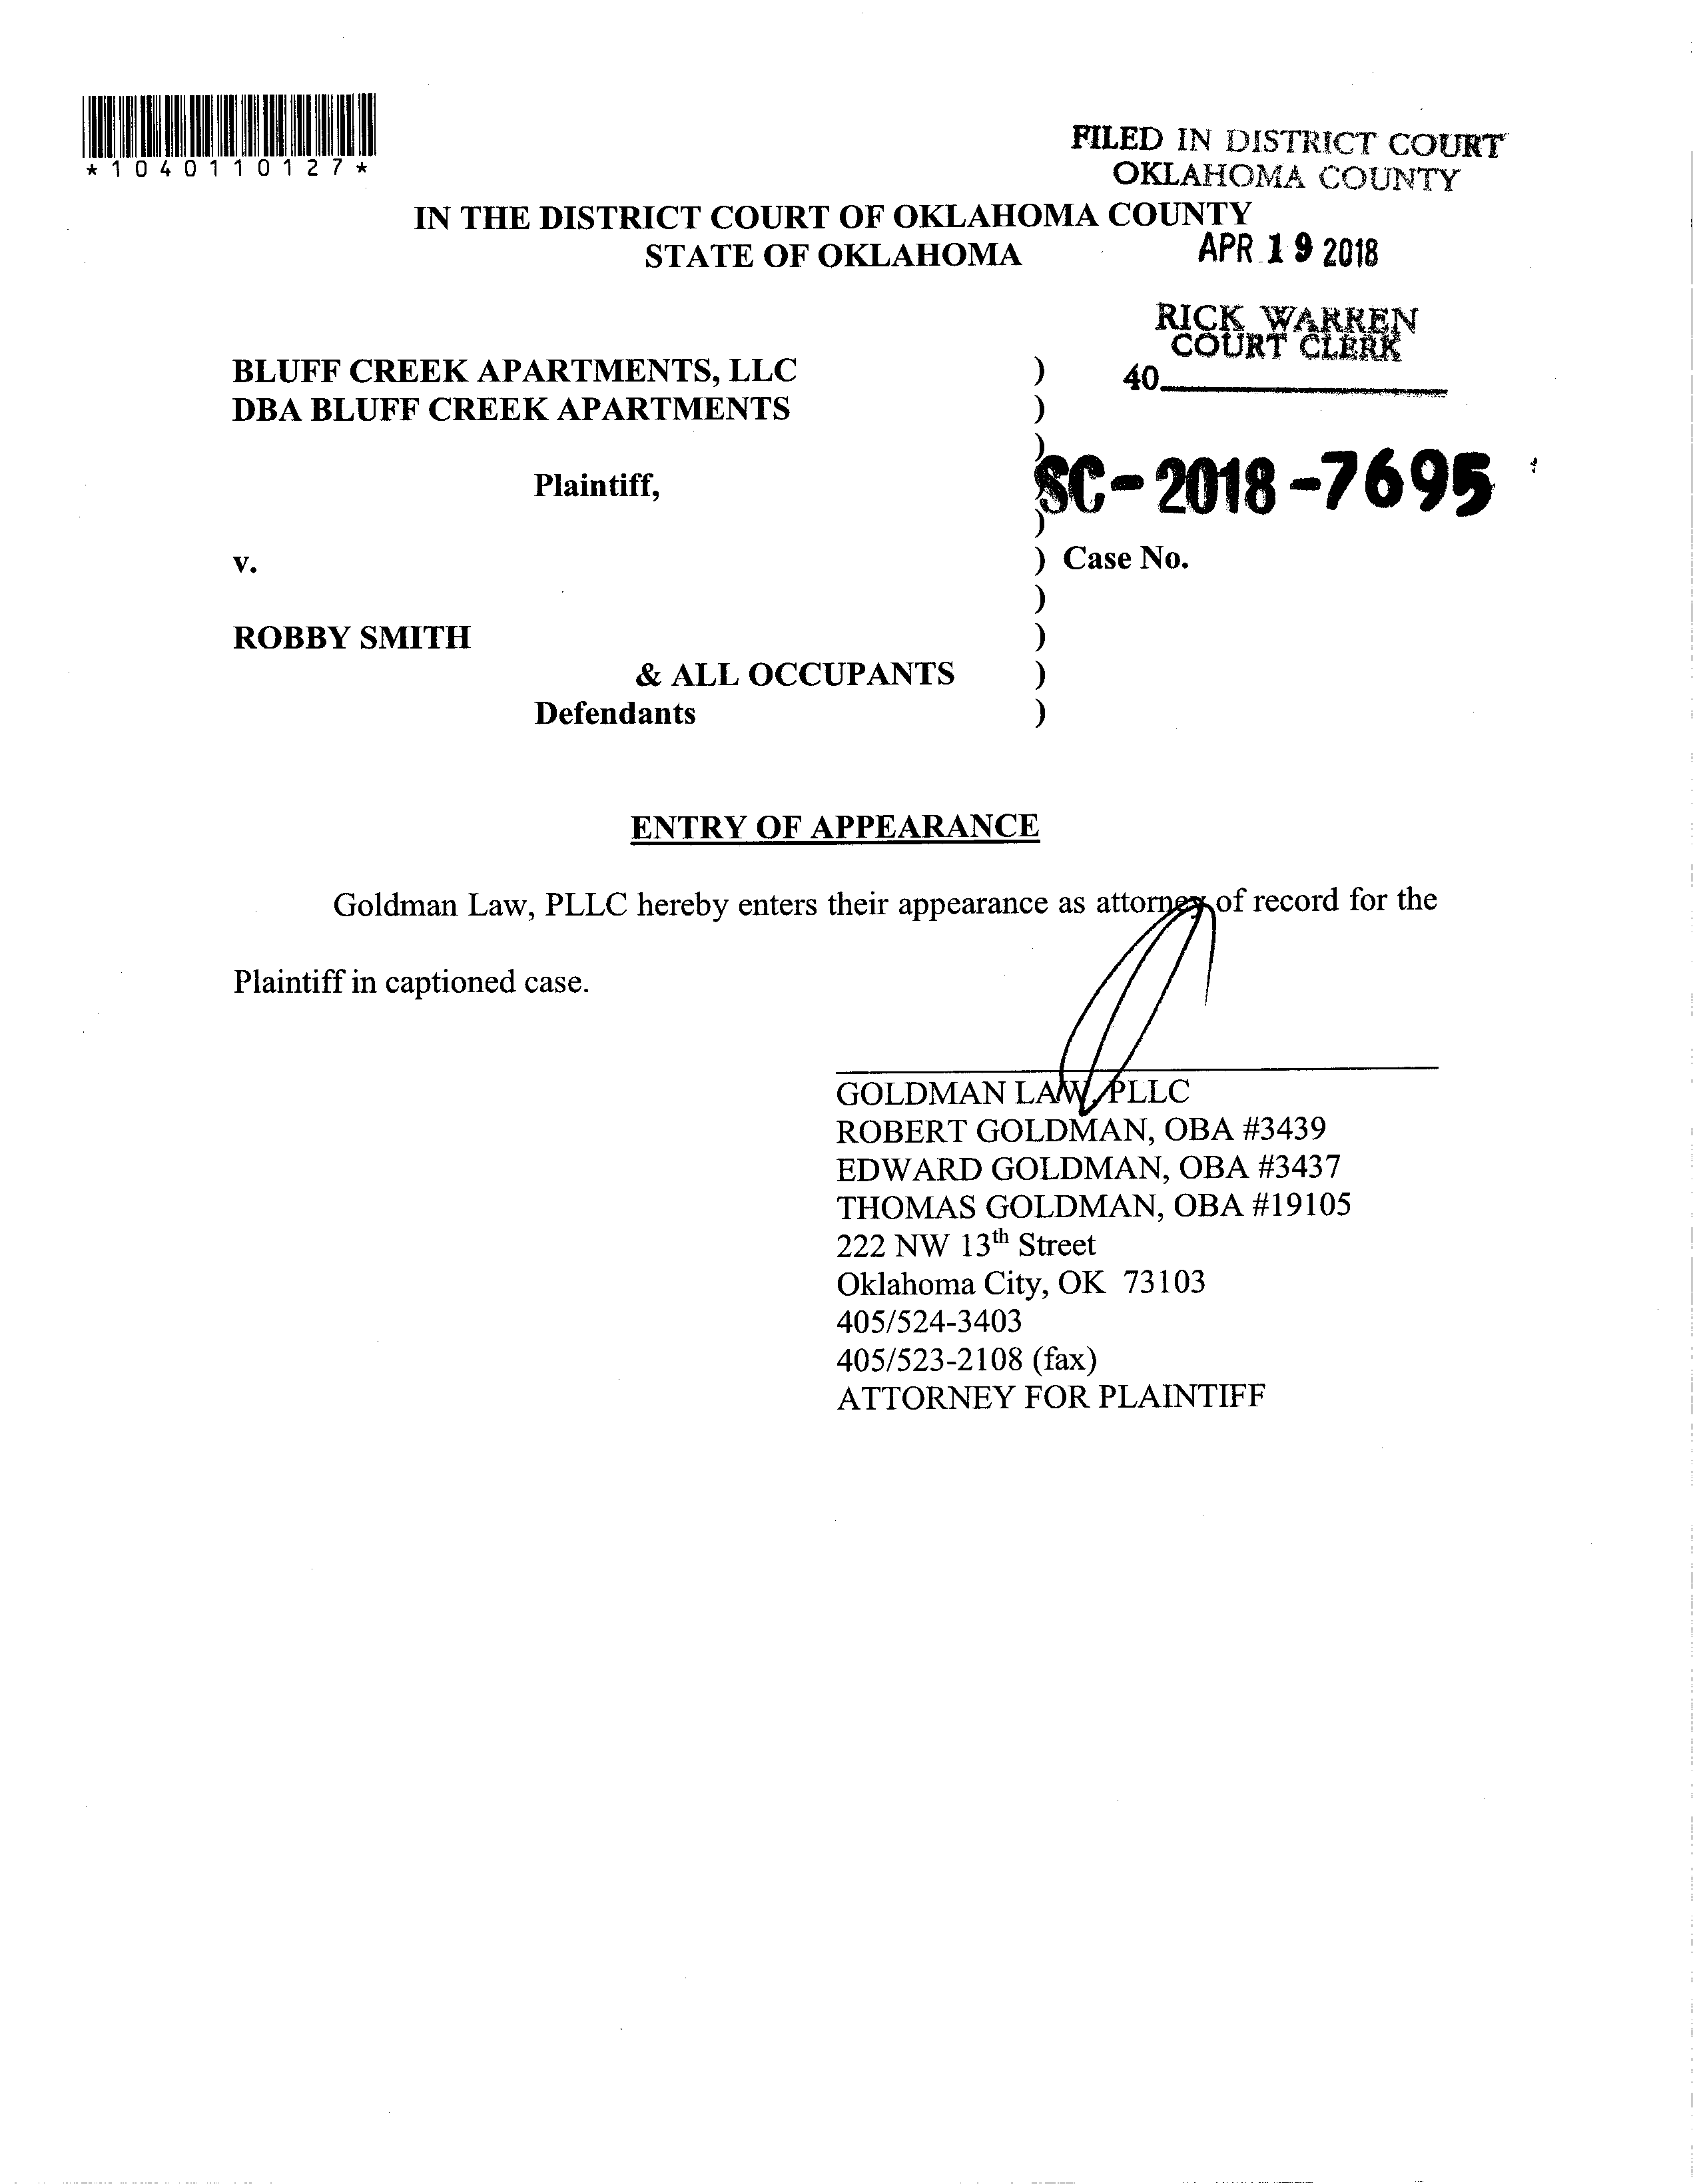 *1040110127*
FILED IN DISTRICT COURT
OKLAHOMA COUNTY
IN THE DISTRICT COURT OF OKLAHOMA COUNTY
STATE OF OKLAHOMA
APR 19 2018
RICK WARREN
COURT CLERK
40
BLUFF CREEK APARTMENTS, LLC )
DBA BLUFF CREEK APARTMENTS )
)
Plaintiff,
SC-2018-7695
)
v. ) Case No.
)
ROBBY SMITH )
& ALL OCCUPANTS )
Defendants )
ENTRY OF APPEARANCE
Goldman Law, PLLC hereby enters their appearance as attorney of record for the
Plaintiff in captioned case.
GOLDMAN LAW, PLLC
ROBERT GOLDMAN, OBA #3439
EDWARD GOLDMAN, OBA #3437
THOMAS GOLDMAN, OBA #19105
222 NW 13th Street
Oklahoma City, OK 73103
405/524-3403
405/523-2108 (fax)
ATTORNEY FOR PLAINTIFF